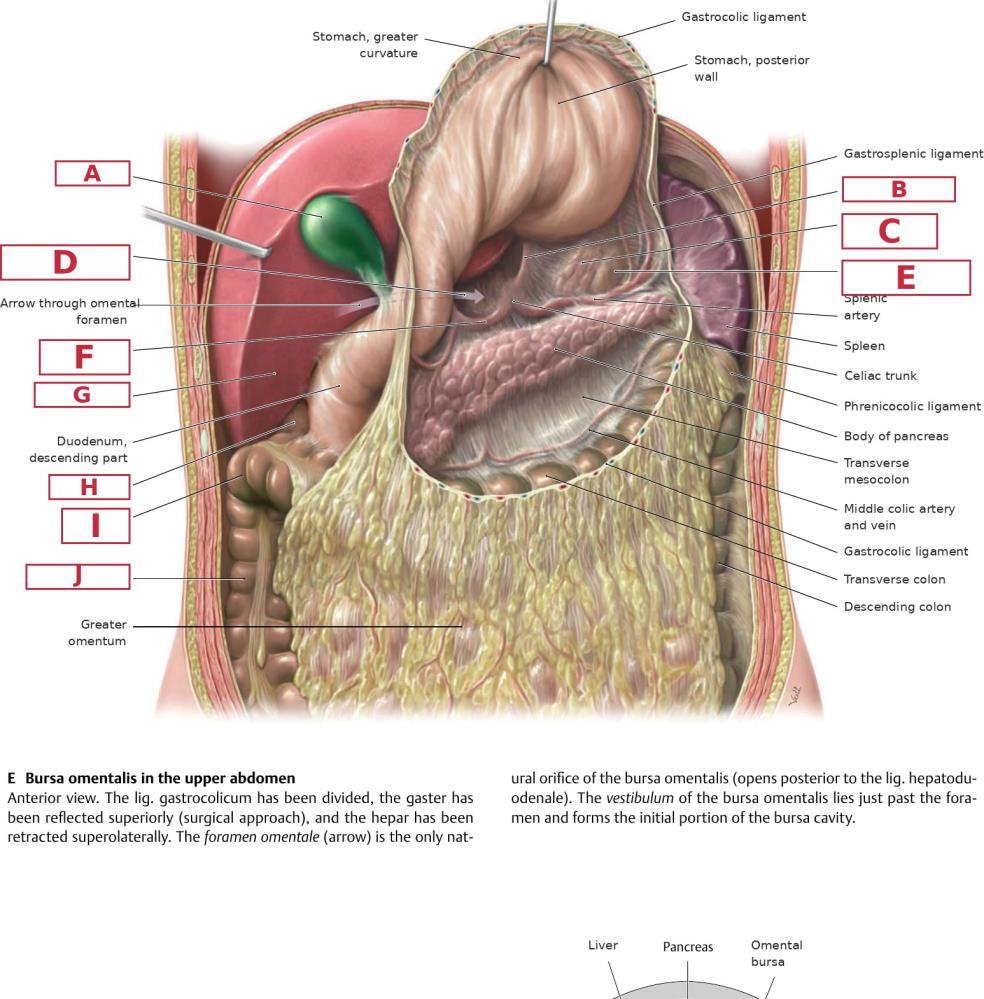 Gastrocolic ligament
Stomach, greater
curvature
Stomach, posterior
wall
Gastrosplenic ligament
A
B
C
D
E
Arrow through omental
foramen
Splenic
artery
F
Spleen
G
Celiac trunk
Phrenicocolic ligament
Duodenum,
descending part
Body of pancreas
H
Transverse
mesocolon
I
Middle colic artery
and vein
Gastrocolic ligament
J
Transverse colon
Descending colon
Greater
omentum
E Bursa omentalis in the upper abdomen
Anterior view. The lig. gastrocolicum has been divided, the gaster has
been reflected superiorly (surgical approach), and the hepar has been
retracted superolaterally. The foramen omentale (arrow) is the only nat-
ural orifice of the bursa omentalis (opens posterior to the lig. hepatodu-
odenale). The vestibulum of the bursa omentalis lies just past the fora-
men and forms the initial portion of the bursa cavity.
Liver
Pancreas
Omental
bursa